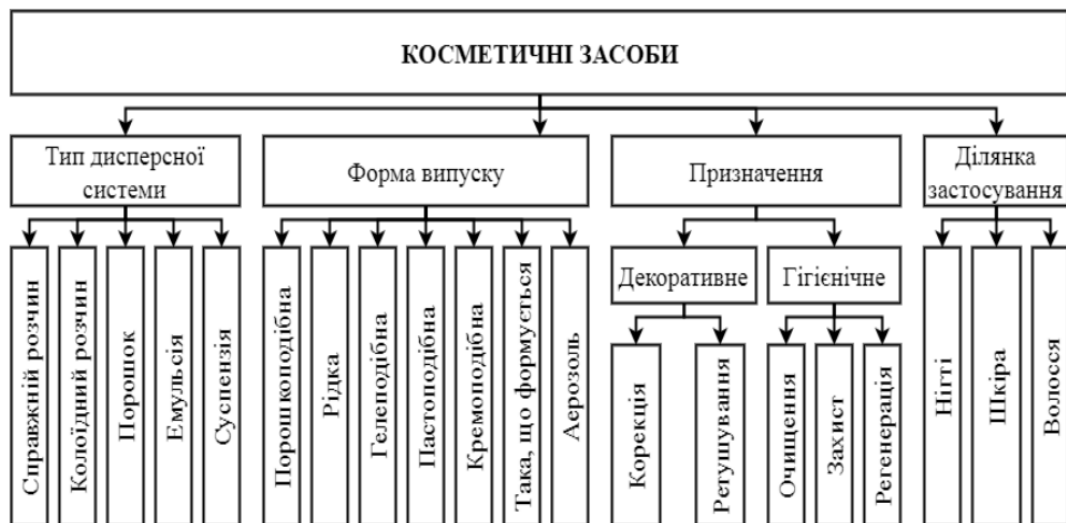 КОСМЕТИЧНІ ЗАСОБИ
Тип дисперсної
системи
Форма випуску
Призначення
Ділянка
застосування
Декоративне
Гігієнічне
Справжній розчин
Колоїдний розчин
Порошок
Емульсія
Суспензія
Порошкоподібна
Рідка
Гелеподібна
Пастоподібна
Кремоподібна
Така, що формується
Аерозоль
Корекція
Ретушування
Очищення
Захист
Регенерація
Нігті
Шкіра
Волосся